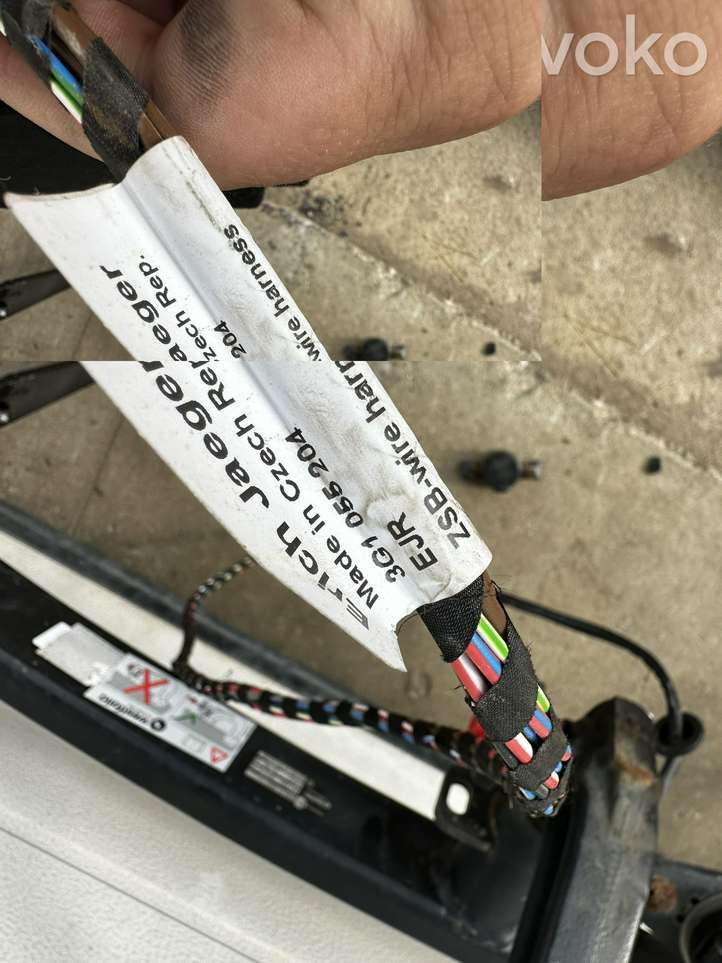 voko
Erich Jaeger
Made in Czech Rep.
3G1 055 204
EJR
ZSB-wire harness